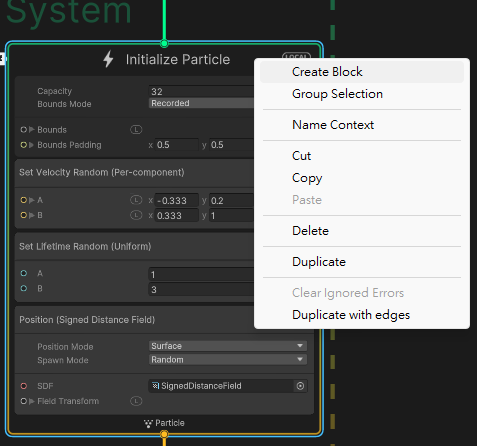 System
Initialize Particle
LOCAL
Capacity 32
Bounds Mode Recorded
Bounds L
Bounds Padding L x 0.5 y 0.5
Set Velocity Random (Per-component)
A L x -0.333 y 0.2
B L x 0.333 y 1
Set Lifetime Random (Uniform)
A 1
B 3
Position (Signed Distance Field)
Position Mode Surface
Spawn Mode Random
SDF SignedDistanceField
Field Transform L
Particle
Create Block
Group Selection
Name Context
Cut
Copy
Paste
Delete
Duplicate
Clear Ignored Errors
Duplicate with edges